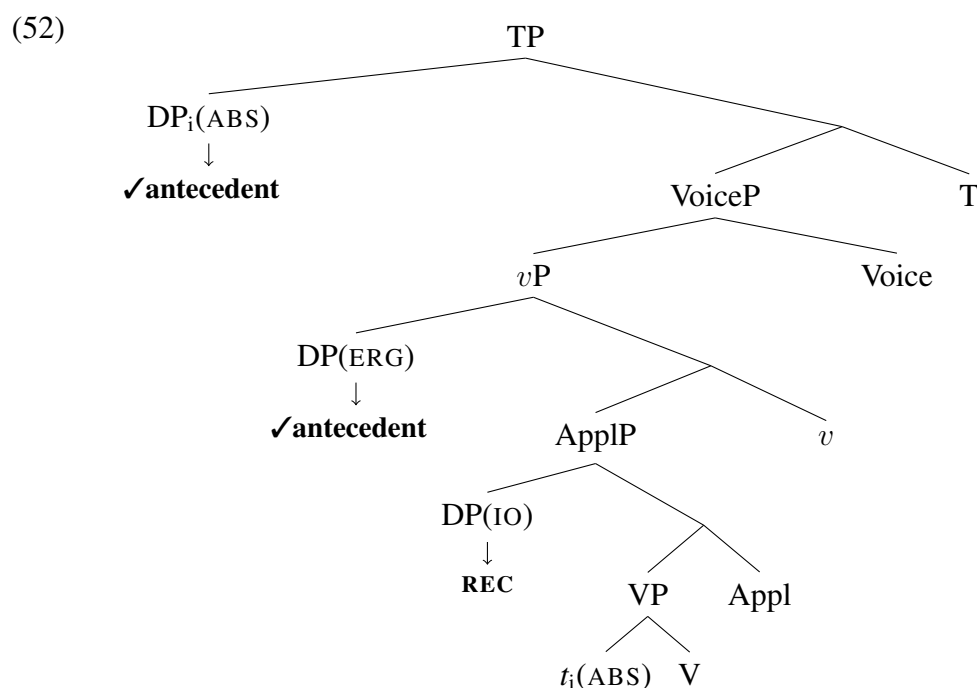 (52)
TP
DPi(ABS)
↓
✓antecedent
VoiceP T
vP Voice
DP(ERG)
↓
✓antecedent
ApplP v
DP(IO)
↓
REC
VP Appl
ti(ABS) V